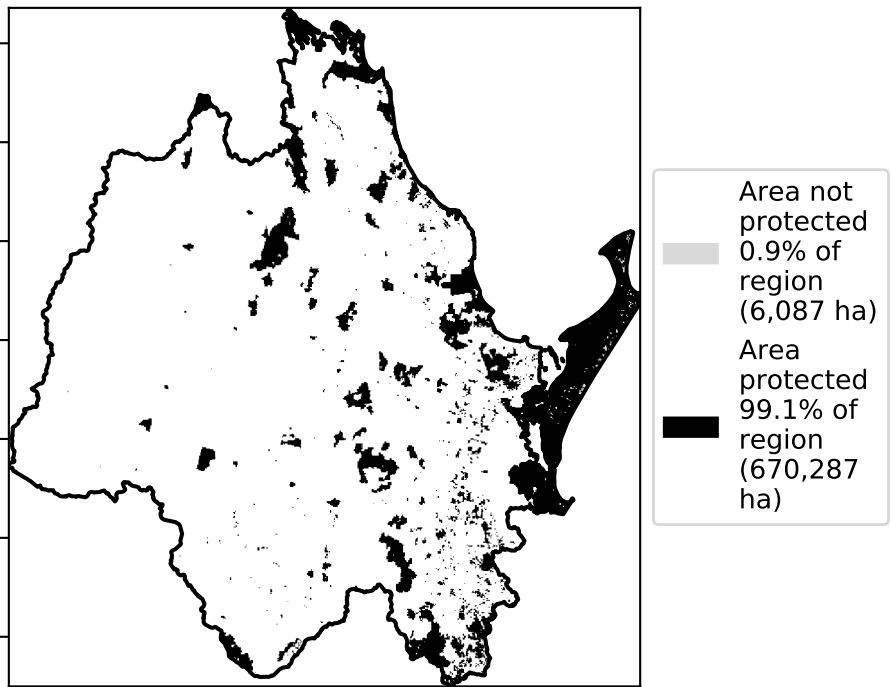 Area not
protected
0.9% of
region
(6,087 ha)
Area
protected
99.1% of
region
(670,287
ha)